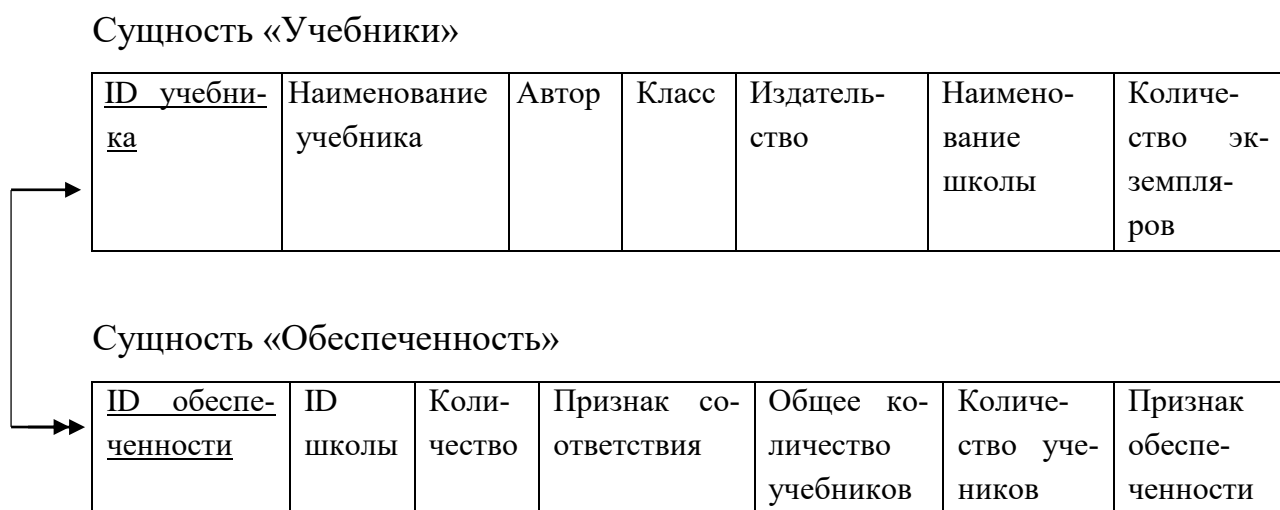 Сущность «Учебники»
ID учебни- Наименование Автор Класс Издатель- Наимено- Количе-
ка учебника ство вание ство эк-
школы земпля-
ров
Сущность «Обеспеченность»
ID обеспе- ID Коли- Признак со- Общее ко- Количе- Признак
ченности школы чество ответствия личество ство уче- обеспе-
учебников ников ченности